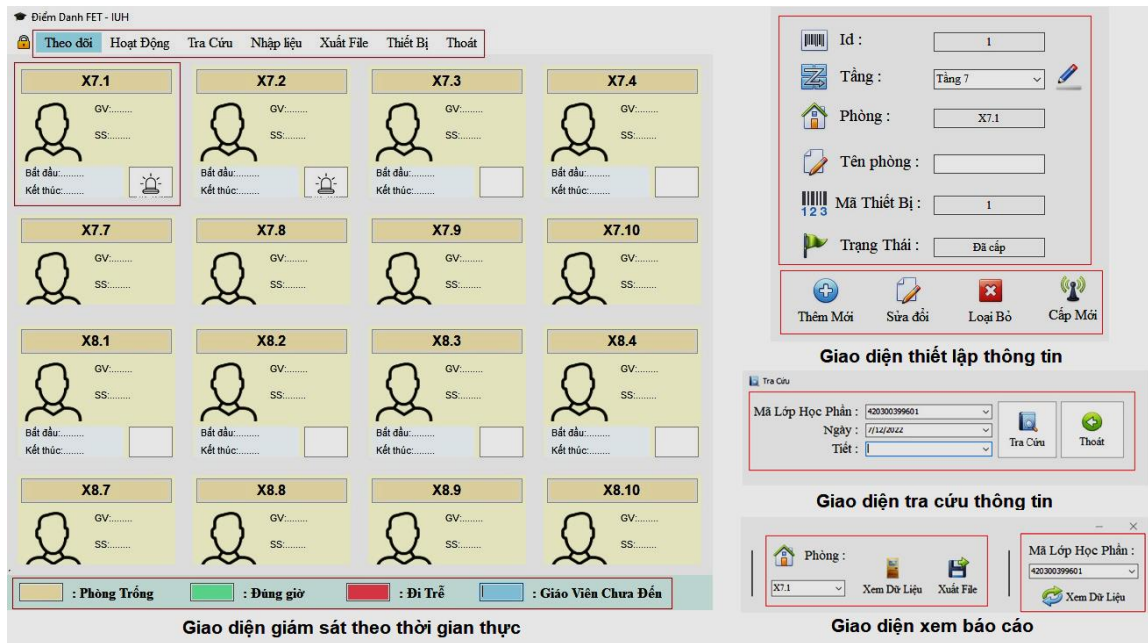 Điểm Danh FET - IUH
Theo dõi Hoạt Động Tra Cứu Nhập liệu Xuất File Thiết Bị Thoát
X7.1 X7.2 X7.3 X7.4
GV:........ GV:........ GV:........ GV:........
SS:........ SS:........ SS:........ SS:........
Bắt đầu:......... Bắt đầu:......... Bắt đầu:......... Bắt đầu:.........
Kết thúc:........ Kết thúc:........ Kết thúc:........ Kết thúc:........
X7.7 X7.8 X7.9 X7.10
GV:........ GV:........ GV:........ GV:........
SS:........ SS:........ SS:........ SS:........
X8.1 X8.2 X8.3 X8.4
GV:........ GV:........ GV:........ GV:........
SS:........ SS:........ SS:........ SS:........
Bắt đầu:......... Bắt đầu:......... Bắt đầu:......... Bắt đầu:.........
Kết thúc:........ Kết thúc:........ Kết thúc:........ Kết thúc:........
X8.7 X8.8 X8.9 X8.10
GV:........ GV:........ GV:........ GV:........
SS:........ SS:........ SS:........ SS:........
: Phòng Trống : Đúng giờ : Đi Trễ : Giáo Viên Chưa Đến
Giao diện giám sát theo thời gian thực
Id : 1
Tầng : Tầng 7
Phòng : X7.1
Tên phòng :
123 Mã Thiết Bị : 1
Trạng Thái : Đã cấp
Thêm Mới Sửa đổi Loại Bỏ Cấp Mới
Giao diện thiết lập thông tin
Tra Cứu
Mã Lớp Học Phần : 420300399601
Ngày : 7/12/2022
Tiết :
Tra Cứu Thoát
Giao diện tra cứu thông tin
Phòng :
X7.1 Xem Dữ Liệu Xuất File
Mã Lớp Học Phần :
420300399601
Xem Dữ Liệu
Giao diện xem báo cáo